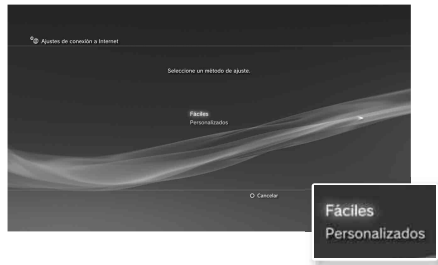 Ajustes de conexión a Internet
Seleccione un método de ajuste.
Fáciles
Personalizados
Cancelar
Fáciles
Personalizados